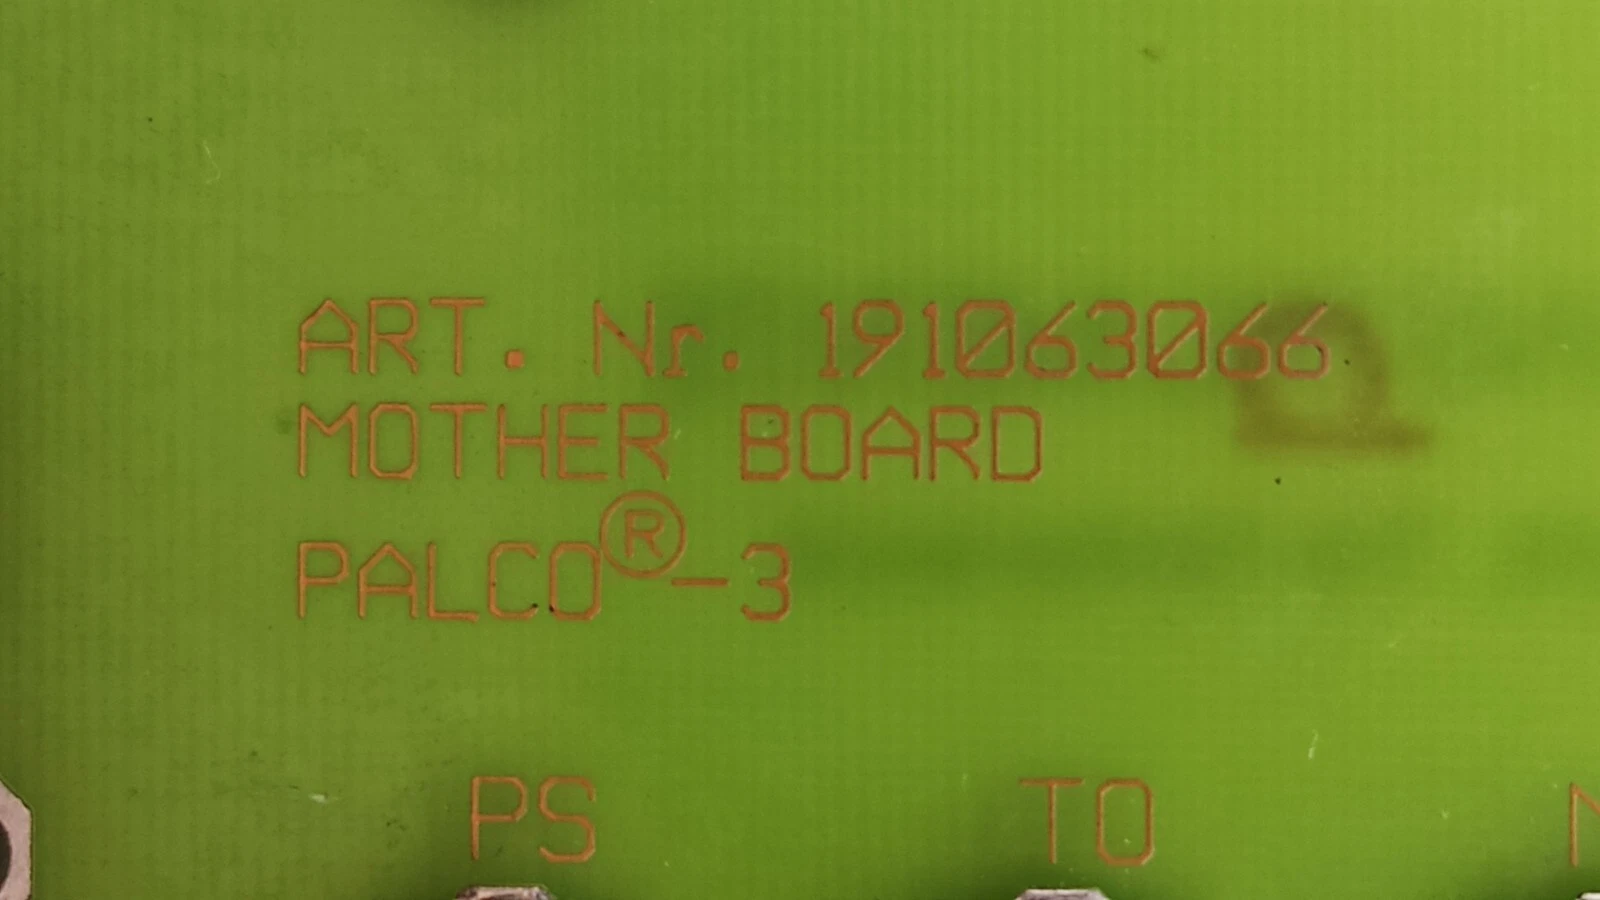 ART. Nr. 191063066
MOTHER BOARD
PALCO®-3
PS TO